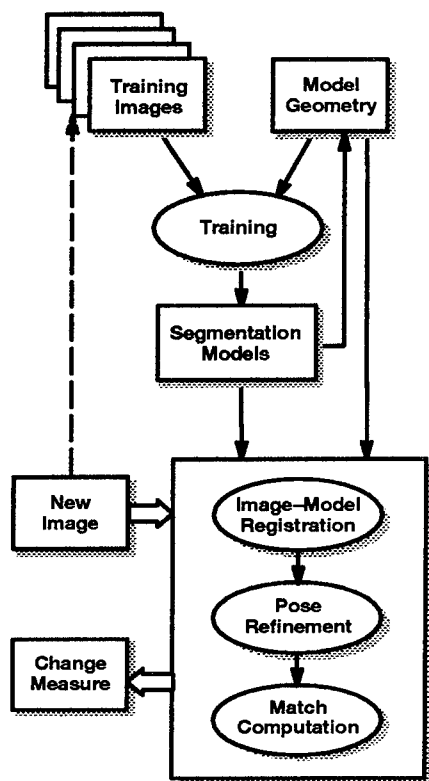 Training
Images
Model
Geometry
Training
Segmentation
Models
New
Image
Image–Model
Registration
Pose
Refinement
Change
Measure
Match
Computation